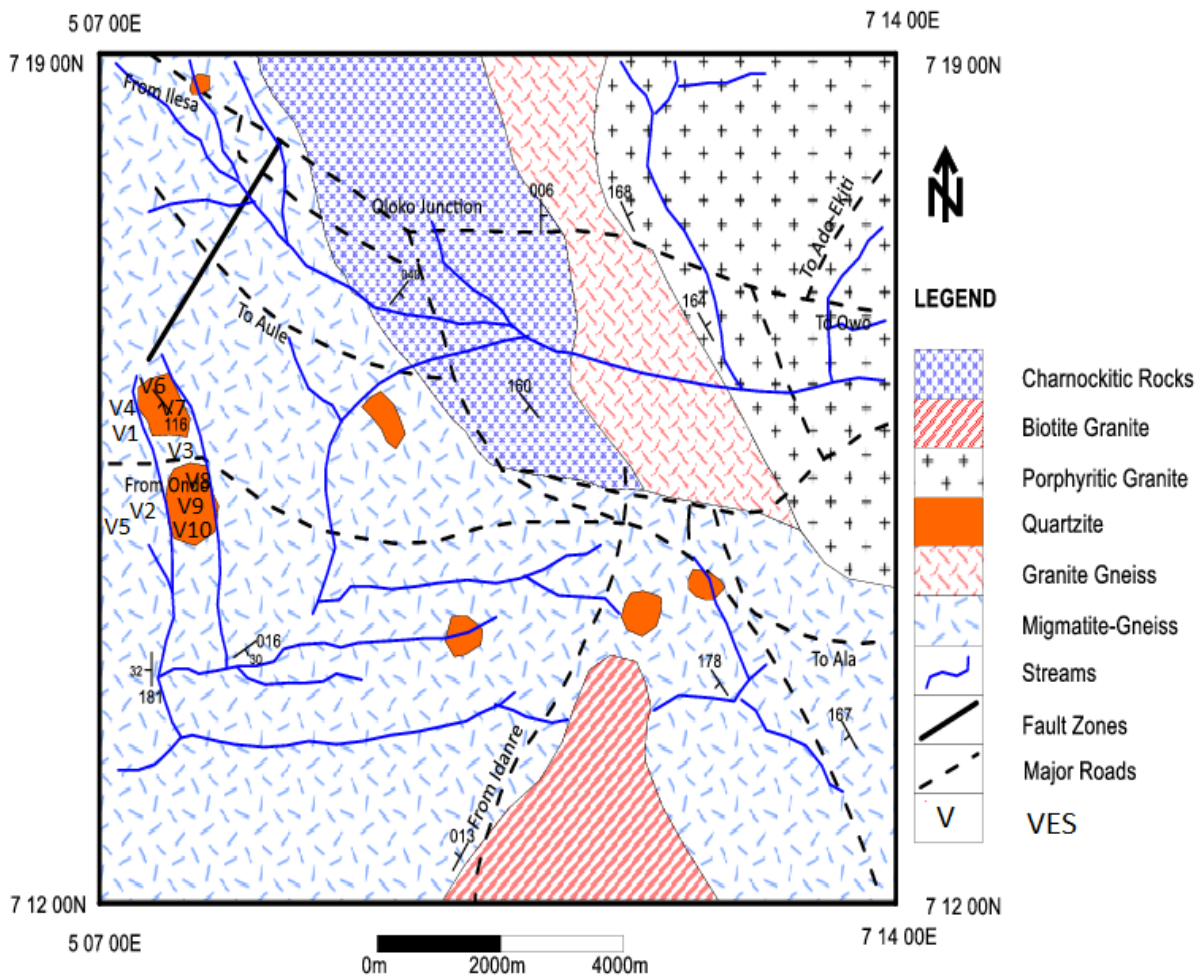 5 07 00E
7 14 00E
7 19 00N
7 19 00N
From Ilesa
006
168
Oloko Junction
To Ado-Ekiti
N
040
164
To Owo
To Aule
LEGEND
Charnockitic Rocks
Biotite Granite
Porphyritic Granite
Quartzite
Granite Gneiss
Migmatite-Gneiss
Streams
Fault Zones
Major Roads
V
VES
160
V6
V4
V7
116
V1
V3
From Ondo
V8
V2
V9
V5
V10
016
30
32
181
178
To Ala
167
From Idanre
013
7 12 00N
7 12 00N
5 07 00E
7 14 00E
0m
2000m
4000m